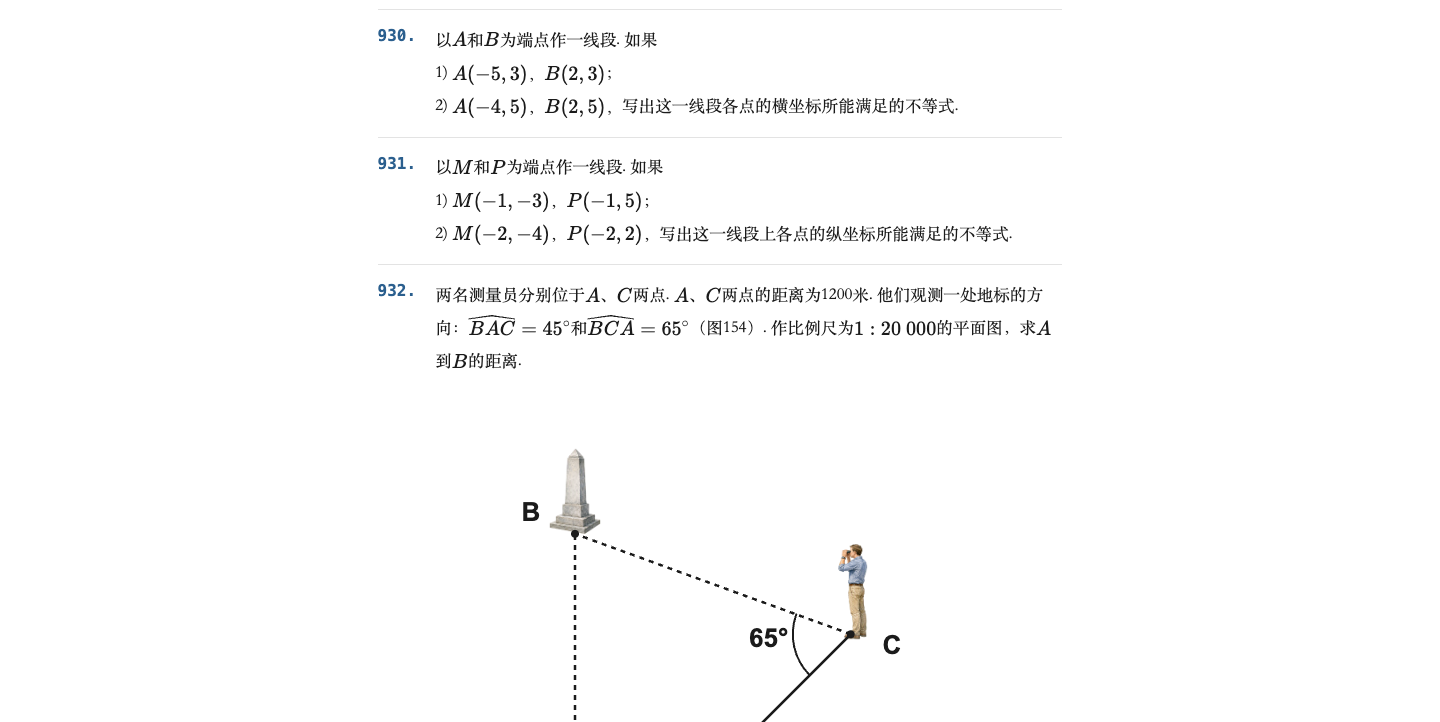 930. 以A和B为端点作一线段. 如果
1) A(−5, 3), B(2, 3);
2) A(−4, 5), B(2, 5), 写出这一线段各点的横坐标所能满足的不等式.
931. 以M和P为端点作一线段. 如果
1) M(−1, −3), P(−1, 5);
2) M(−2, −4), P(−2, 2), 写出这一线段上各点的纵坐标所能满足的不等式.
932. 两名测量员分别位于A、C两点. A、C两点的距离为1200米. 他们观测一处地标的方
向: \widehat{BAC} = 45°和\widehat{BCA} = 65° (图154) . 作比例尺为1 : 20 000的平面图, 求A
到B的距离.
B
65°
C